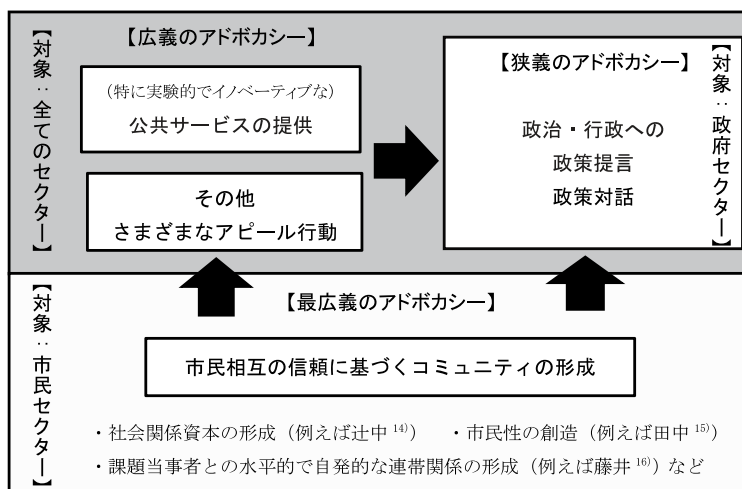 【対象：全てのセクター】
【広義のアドボカシー】
（特に実験的でイノベーティブな）
公共サービスの提供
その他
さまざまなアピール行動
【狭義のアドボカシー】
政治・行政への
政策提言
政策対話
【対象：政府セクター】
【対象：市民セクター】
【最広義のアドボカシー】
市民相互の信頼に基づくコミュニティの形成
・社会関係資本の形成（例えば辻中 14)）　・市民性の創造（例えば田中 15)）
・課題当事者との水平的で自発的な連帯関係の形成（例えば藤井 16)）など